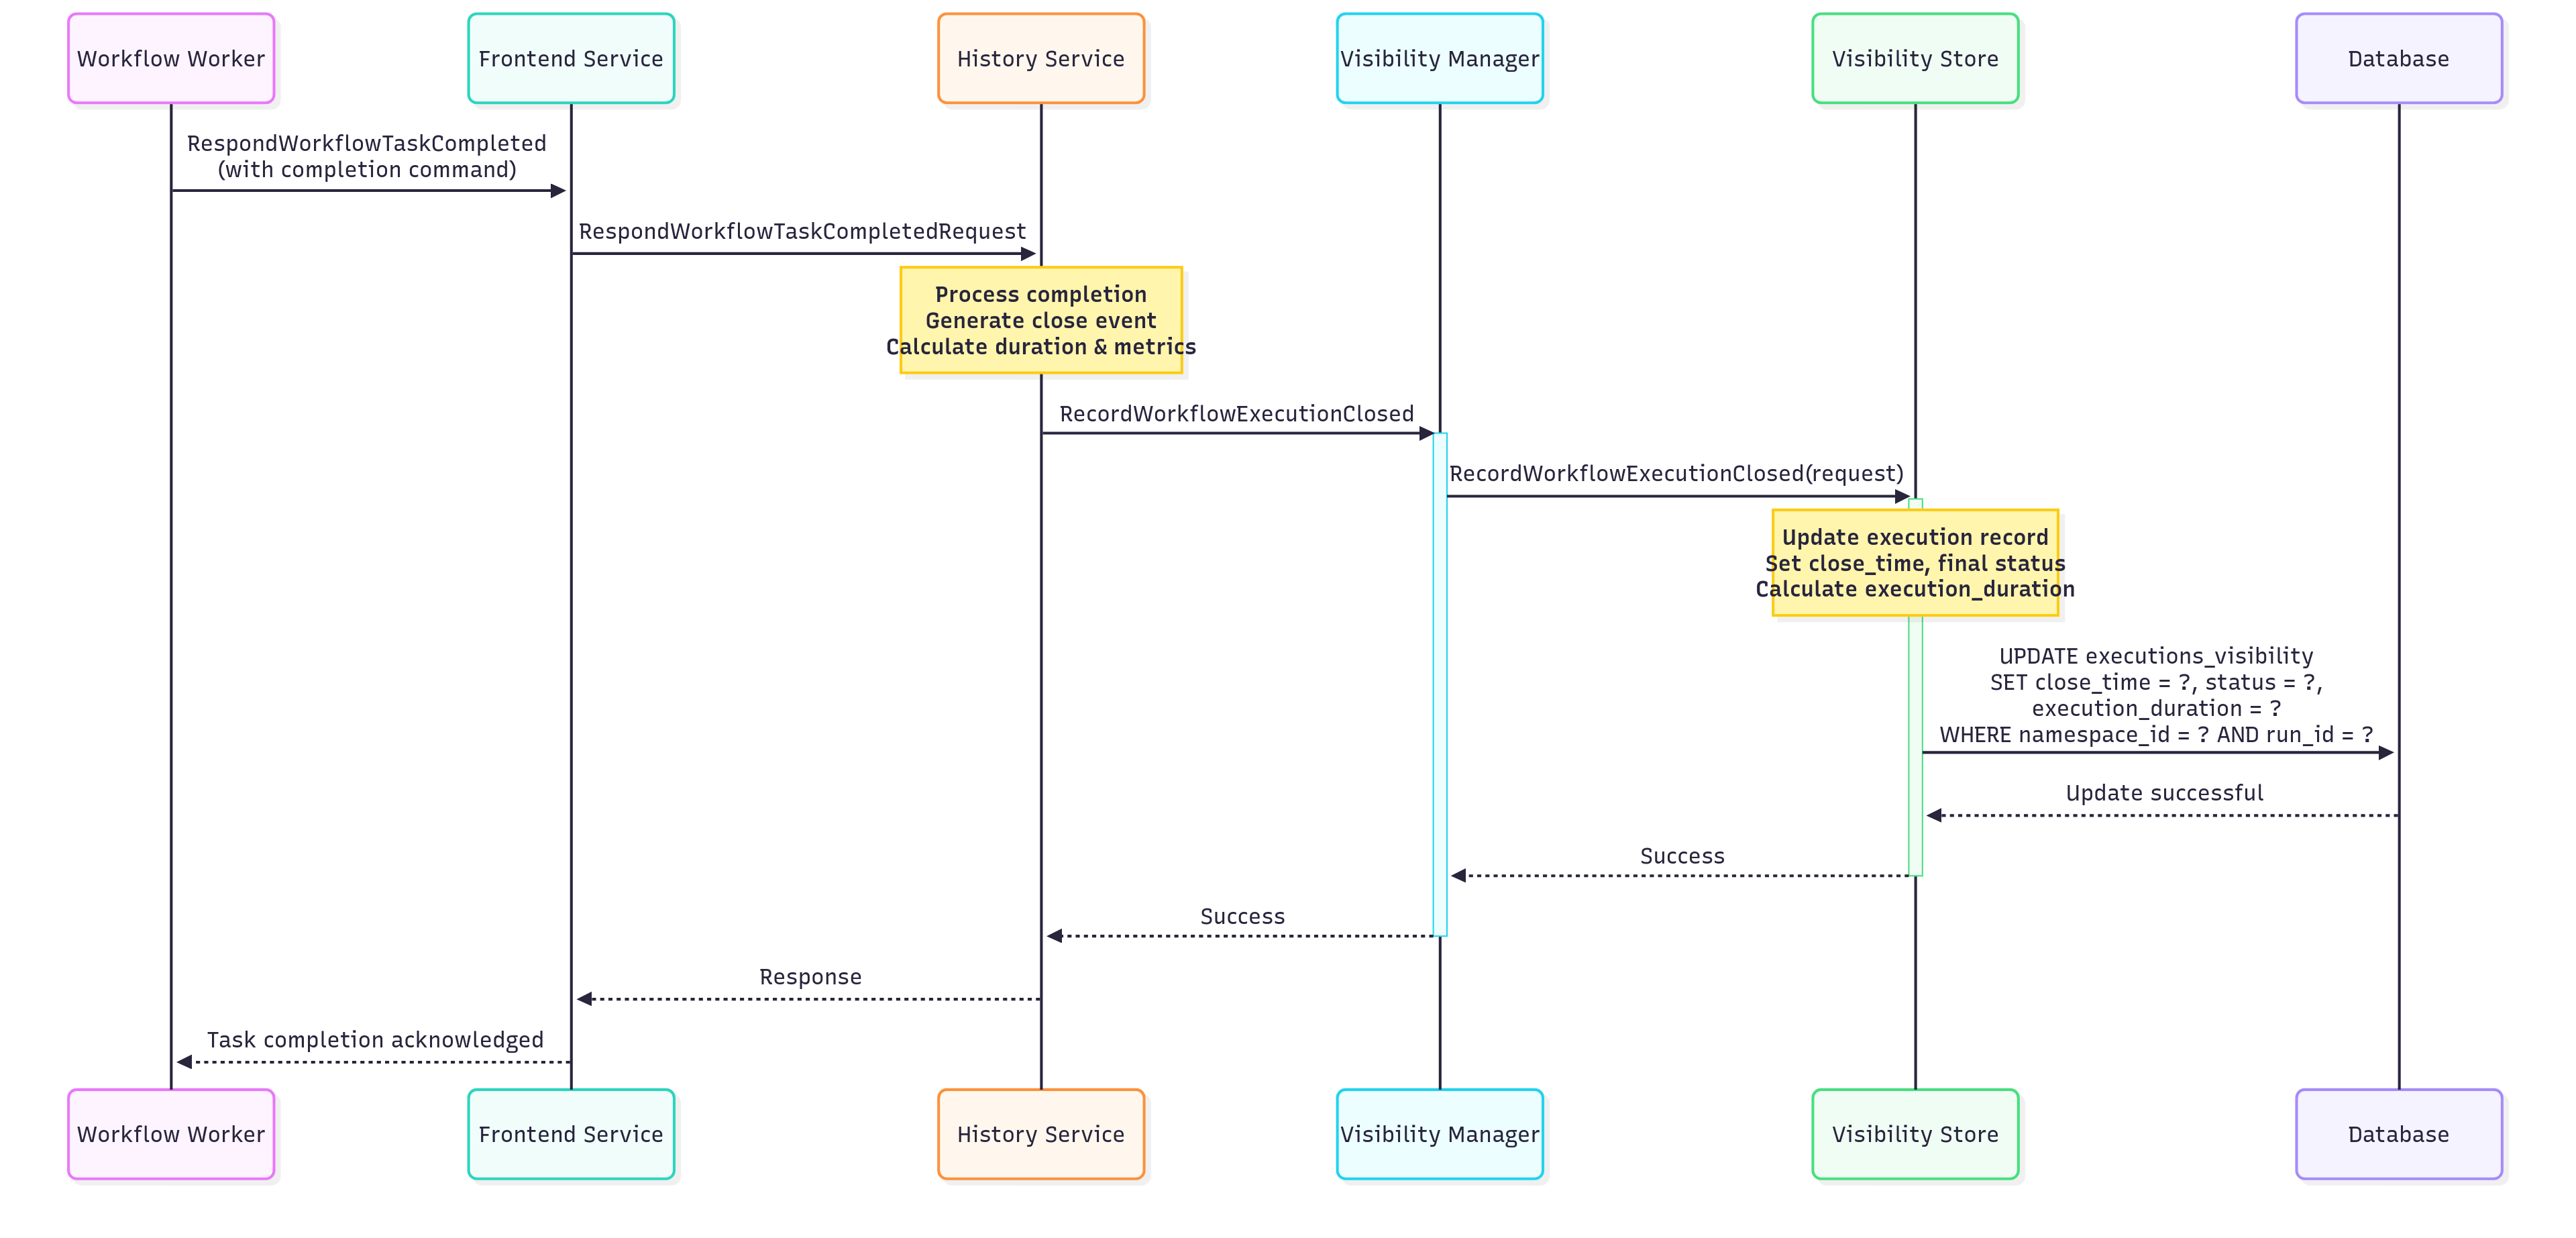 Workflow Worker
Frontend Service
History Service
Visibility Manager
Visibility Store
Database
RespondWorkflowTaskCompleted
(with completion command)
RespondWorkflowTaskCompletedRequest
Process completion
Generate close event
Calculate duration & metrics
RecordWorkflowExecutionClosed
RecordWorkflowExecutionClosed(request)
Update execution record
Set close_time, final status
Calculate execution_duration
UPDATE executions_visibility
SET close_time = ?, status = ?,
execution_duration = ?
WHERE namespace_id = ? AND run_id = ?
Update successful
Success
Success
Response
Task completion acknowledged
Workflow Worker
Frontend Service
History Service
Visibility Manager
Visibility Store
Database